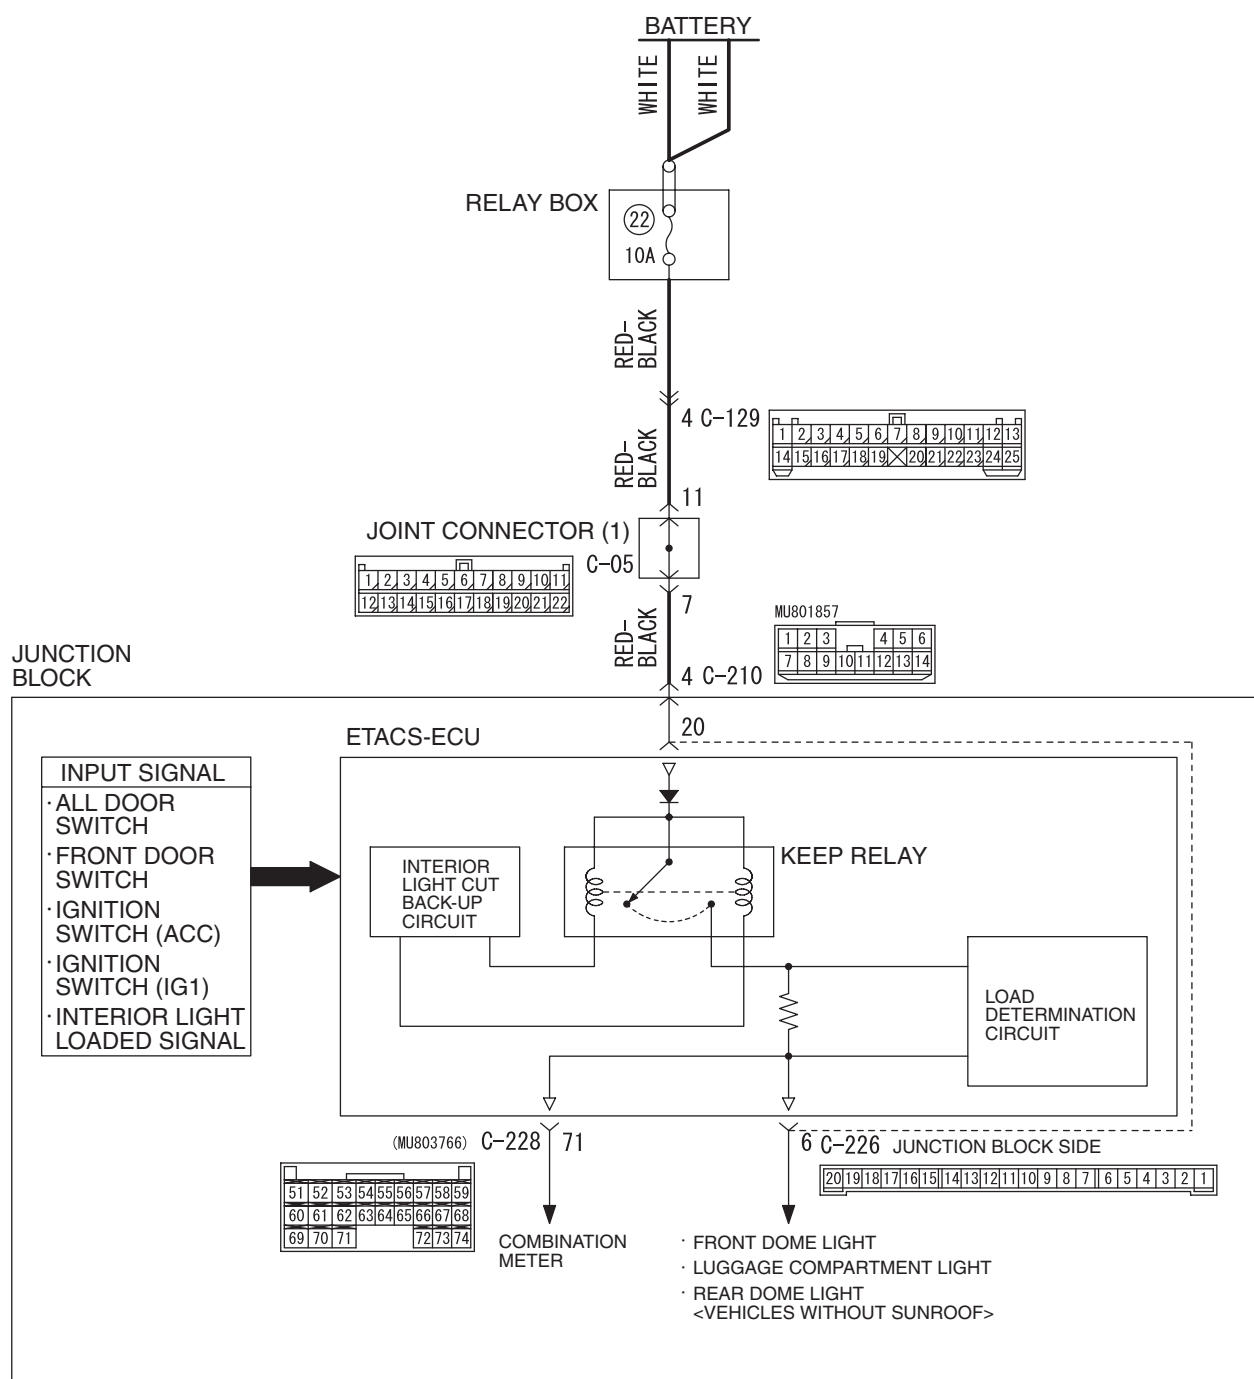 BATTERY
WHITE
WHITE
RELAY BOX
22
10A
RED-
BLACK
4 C-129
1 2 3 4 5 6 7 8 9 10 11 12 13
14 15 16 17 18 19 20 21 22 23 24 25
RED-
BLACK
11
JOINT CONNECTOR (1)
C-05
1 2 3 4 5 6 7 8 9 10 11
12 13 14 15 16 17 18 19 20 21 22
7
RED-
BLACK
MU801857
1 2 3 4 5 6
7 8 9 10 11 12 13 14
4 C-210
JUNCTION
BLOCK
20
ETACS-ECU
INPUT SIGNAL
· ALL DOOR
SWITCH
· FRONT DOOR
SWITCH
· IGNITION
SWITCH (ACC)
· IGNITION
SWITCH (IG1)
· INTERIOR LIGHT
LOADED SIGNAL
INTERIOR
LIGHT CUT
BACK-UP
CIRCUIT
KEEP RELAY
LOAD
DETERMINATION
CIRCUIT
(MU803766) C-228 71
51 52 53 54 55 56 57 58 59
60 61 62 63 64 65 66 67 68
69 70 71 72 73 74
6 C-226 JUNCTION BLOCK SIDE
20 19 18 17 16 15 14 13 12 11 10 9 8 7 6 5 4 3 2 1
COMBINATION
METER
· FRONT DOME LIGHT
· LUGGAGE COMPARTMENT LIGHT
· REAR DOME LIGHT
<VEHICLES WITHOUT SUNROOF>